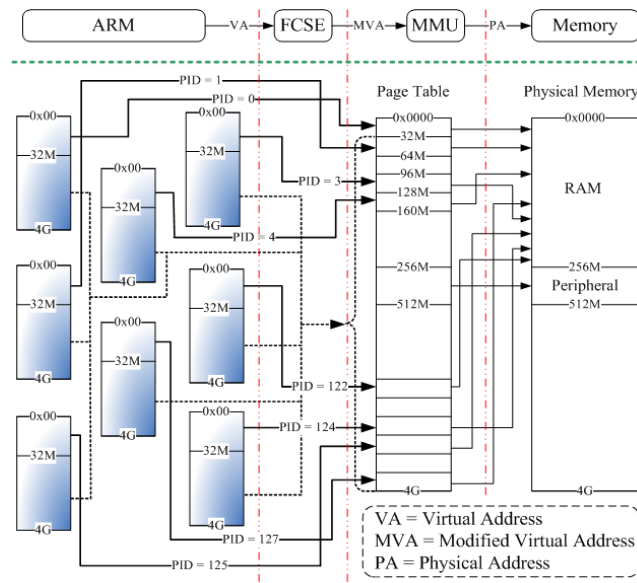 ARM
VA
FCSE
MVA
MMU
PA
Memory
PID = 1
PID = 0
PID = 3
PID = 4
PID = 122
PID = 124
PID = 127
PID = 125
0x00
32M
4G
0x00
32M
4G
0x00
32M
4G
0x00
32M
4G
0x00
32M
4G
0x00
32M
4G
0x00
32M
4G
0x00
32M
4G
Page Table
0x0000
32M
64M
96M
128M
160M
256M
512M
4G
Physical Memory
0x0000
RAM
256M
Peripheral
512M
4G
VA = Virtual Address
MVA = Modified Virtual Address
PA = Physical Address